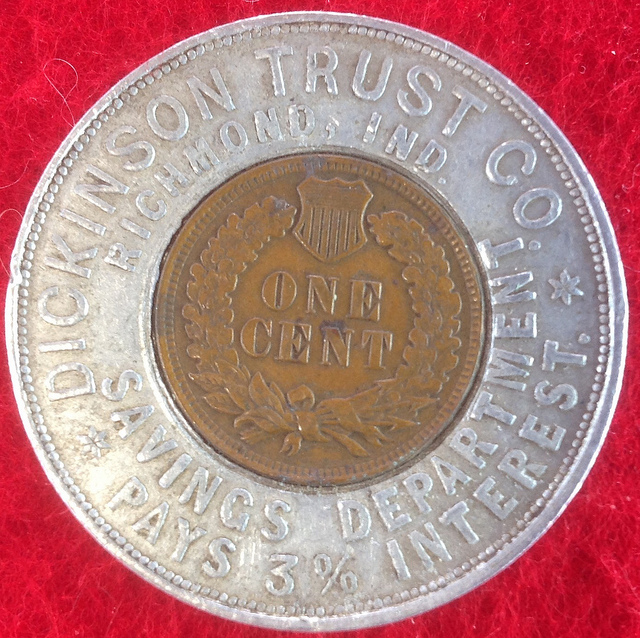 DICKINSON TRUST CO.
RICHMOND, IND.
ONE
CENT
SAVINGS DEPARTMENT.
PAYS 3% INTEREST.